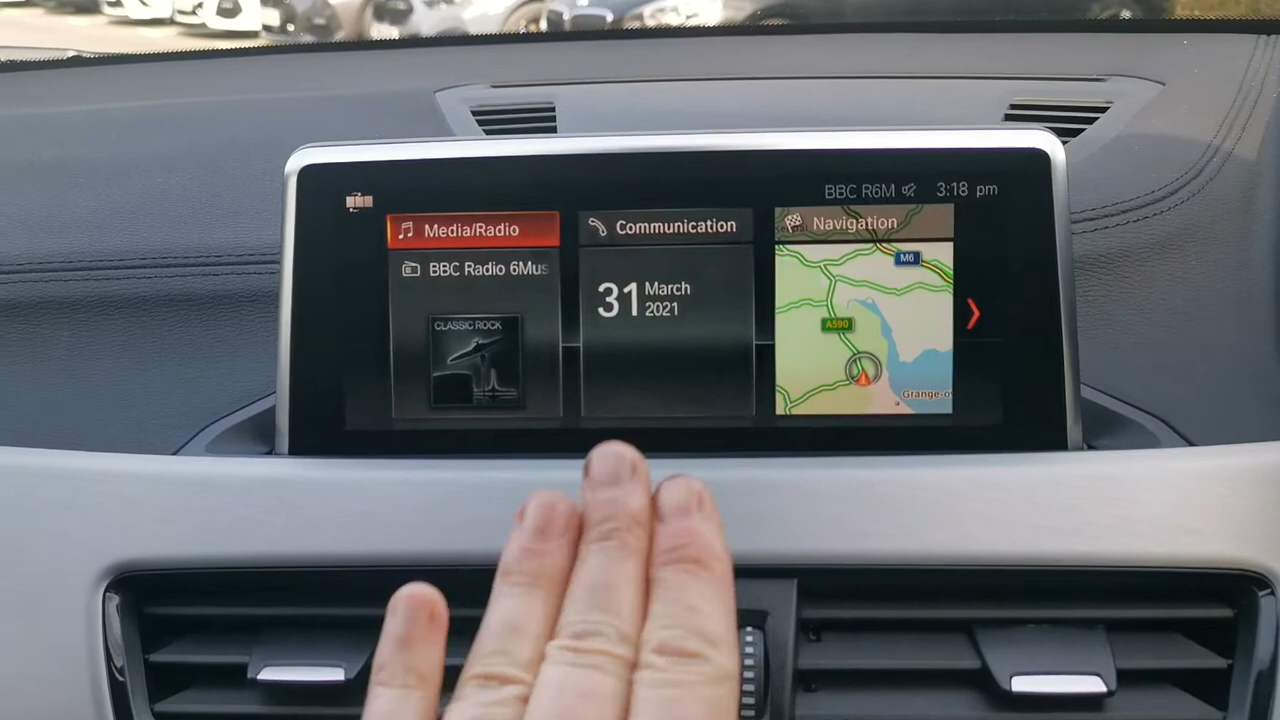 BBC R6M 3:18 pm
Media/Radio
BBC Radio 6Mus
CLASSIC ROCK
Communication
31 March 2021
Navigation
M6
A590
Grange-o